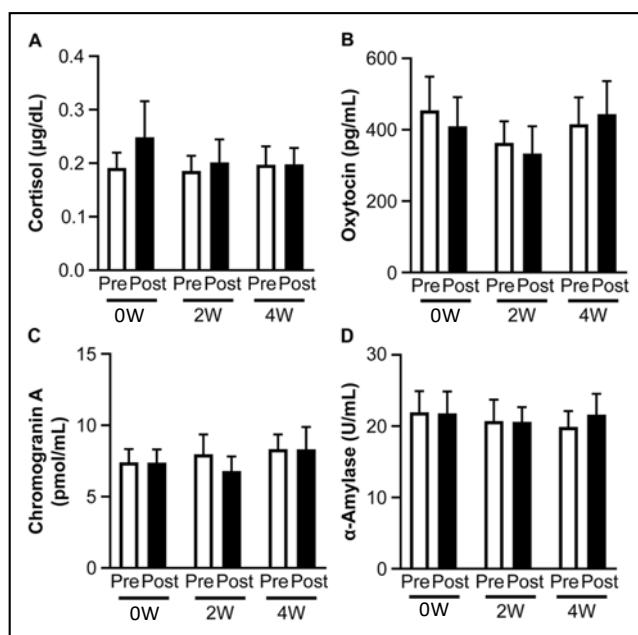 A
Cortisol (µg/dL)
0.4
0.3
0.2
0.1
0.0
Pre Post Pre Post Pre Post
0W 2W 4W
B
Oxytocin (pg/mL)
600
400
200
0
Pre Post Pre Post Pre Post
0W 2W 4W
C
Chromogranin A
(pmol/mL)
15
10
5
0
Pre Post Pre Post Pre Post
0W 2W 4W
D
α-Amylase (U/mL)
30
20
10
0
Pre Post Pre Post Pre Post
0W 2W 4W